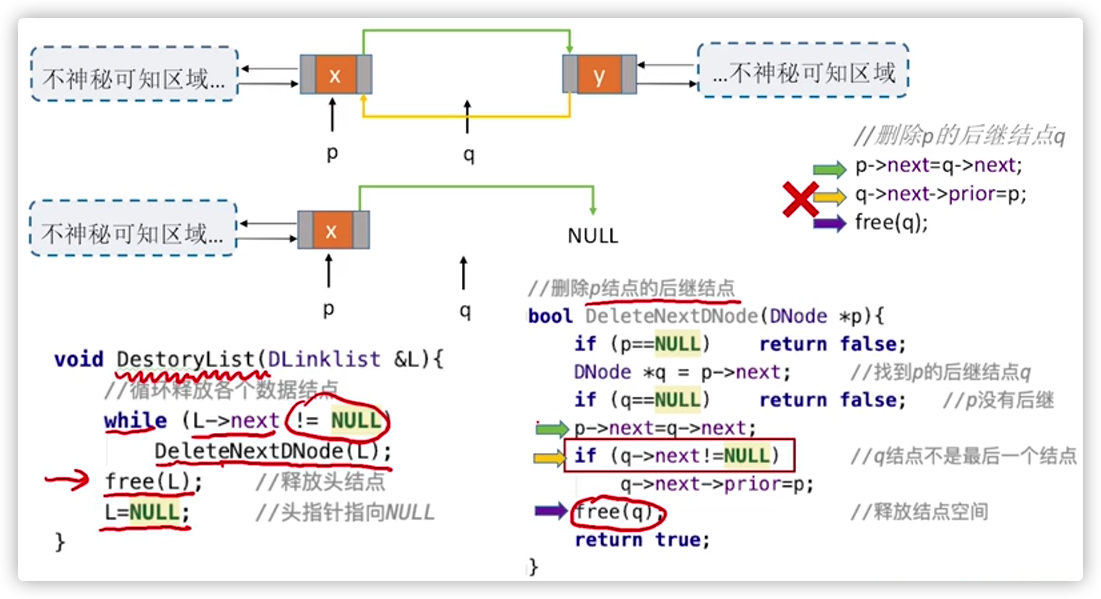 不神秘可知区域...
x
y
...不神秘可知区域
p
q
//删除p的后继结点q
p->next=q->next;
q->next->prior=p;
free(q);
不神秘可知区域...
x
NULL
p
q
void DestoryList(DLinklist &L){
//循环释放各个数据结点
while (L->next != NULL)
DeleteNextDNode(L);
free(L); //释放头结点
L=NULL; //头指针指向NULL
}
//删除p结点的后继结点
bool DeleteNextDNode(DNode *p){
if (p==NULL) return false;
DNode *q = p->next; //找到p的后继结点q
if (q==NULL) return false; //p没有后继
p->next=q->next;
if (q->next!=NULL) //q结点不是最后一个结点
q->next->prior=p;
free(q); //释放结点空间
return true;
}